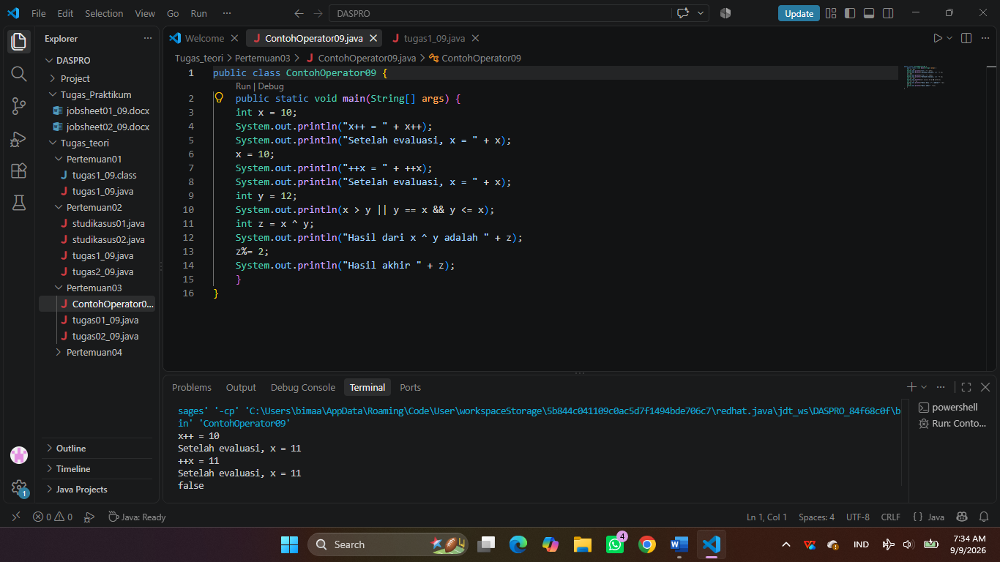 File Edit Selection View Go Run ···
DASPRO
Update
Explorer ···
DASPRO
Project
Tugas_Praktikum
jobsheet01_09.docx
jobsheet02_09.docx
Tugas_teori
Pertemuan01
tugas1_09.class
tugas1_09.java
Pertemuan02
studikasus01.java
studikasus02.java
tugas1_09.java
tugas2_09.java
Pertemuan03
ContohOperator0...
tugas01_09.java
tugas02_09.java
Pertemuan04
Outline
Timeline
Java Projects
Welcome ContohOperator09.java tugas1_09.java
Tugas_teori > Pertemuan03 > J ContohOperator09.java > ContohOperator09
1 public class ContohOperator09 {
Run | Debug
2 public static void main(String[] args) {
3 int x = 10;
4 System.out.println("x++ = " + x++);
5 System.out.println("Setelah evaluasi, x = " + x);
6 x = 10;
7 System.out.println("++x = " + ++x);
8 System.out.println("Setelah evaluasi, x = " + x);
9 int y = 12;
10 System.out.println(x > y || y == x && y <= x);
11 int z = x ^ y;
12 System.out.println("Hasil dari x ^ y adalah " + z);
13 z%= 2;
14 System.out.println("Hasil akhir " + z);
15 }
16 }
Problems Output Debug Console Terminal Ports
sages' '-cp' 'C:\Users\bimaa\AppData\Roaming\Code\User\workspaceStorage\5b844c041109c0ac5d7f1494bde706c7\redhat.java\jdt_ws\DASPRO_84f68c0f\b
in' 'ContohOperator09'
x++ = 10
Setelah evaluasi, x = 11
++x = 11
Setelah evaluasi, x = 11
false
powershell
Run: Conto...
0 0 Java: Ready Ln 1, Col 1 Spaces: 4 UTF-8 CRLF {} Java
1
Search
4
IND
7:34 AM
9/9/2026